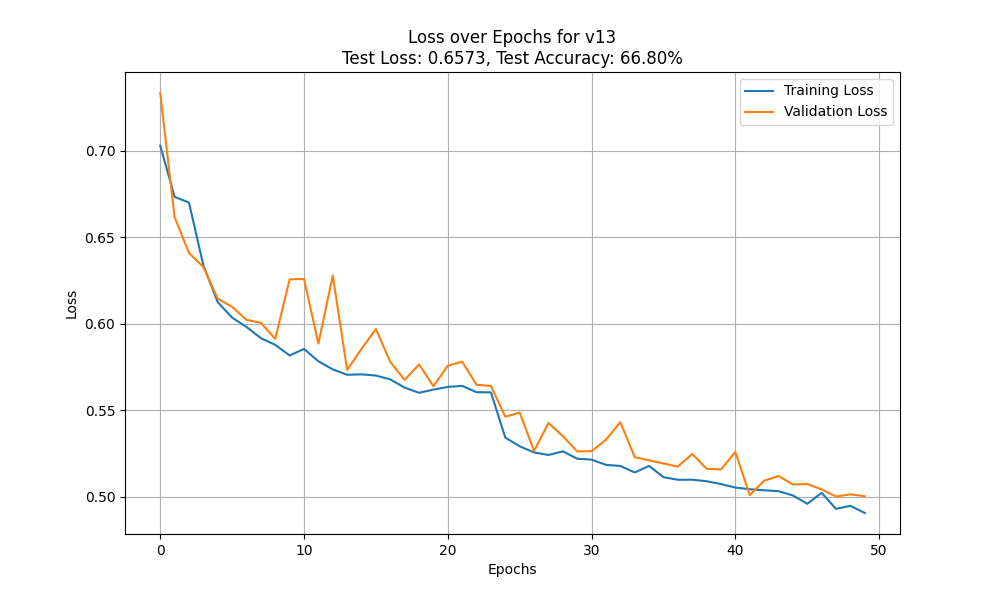 Loss over Epochs for v13
Test Loss: 0.6573, Test Accuracy: 66.80%
Training Loss
Validation Loss
0.70
0.65
0.60
0.55
0.50
Loss
0 10 20 30 40 50
Epochs